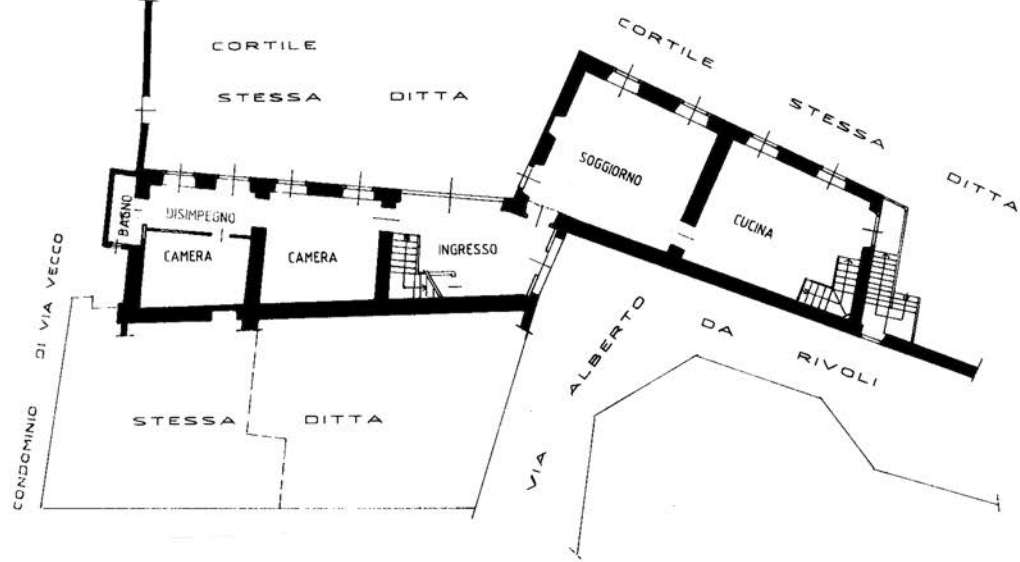 CORTILE
STESSA DITTA
CORTILE
STESSA
DITTA
SOGGIORNO
CUCINA
BAGNO
DISIMPEGNO
CAMERA
CAMERA
INGRESSO
CONDOMINIO DI VIA VECCO
STESSA DITTA
VIA ALBERTO DA RIVOLI